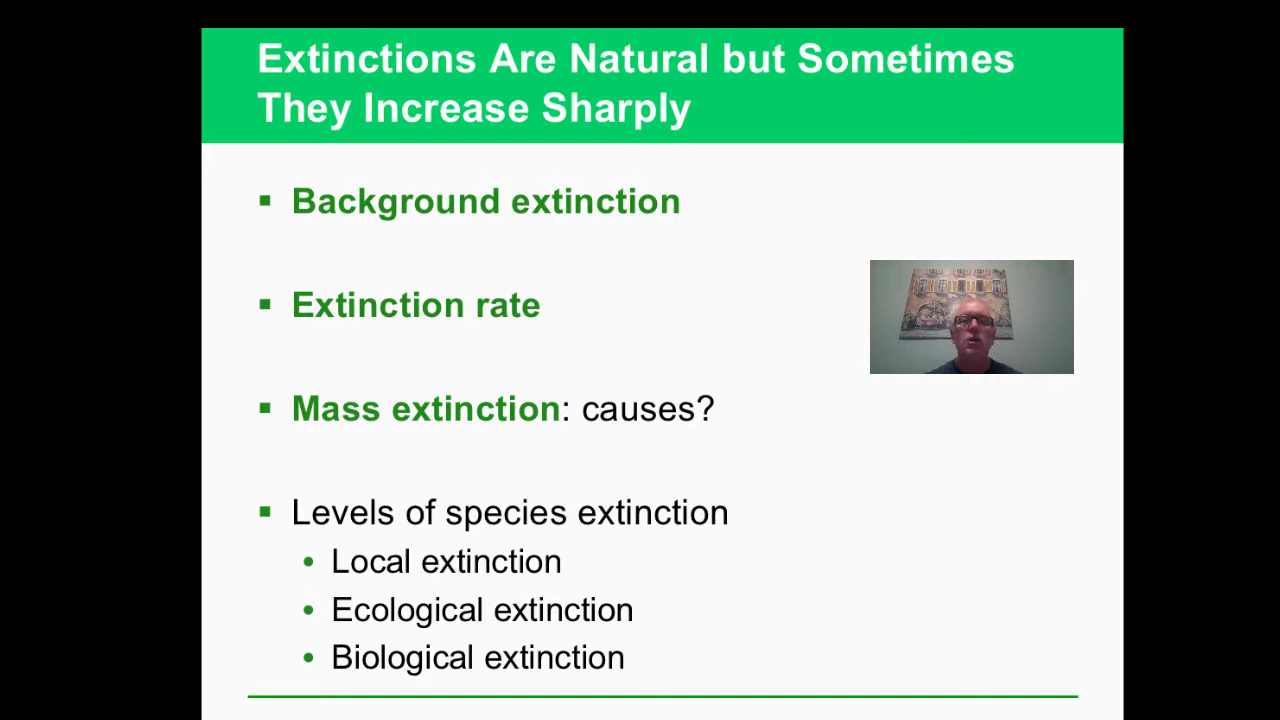 Extinctions Are Natural but Sometimes
They Increase Sharply
Background extinction
Extinction rate
Mass extinction: causes?
Levels of species extinction
Local extinction
Ecological extinction
Biological extinction